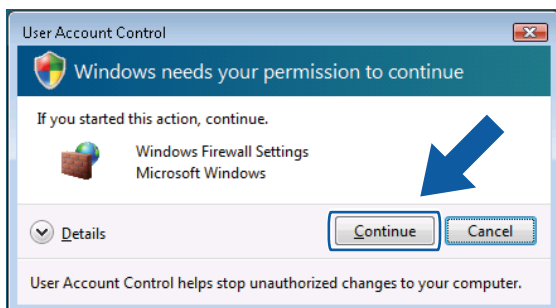 User Account Control
Windows needs your permission to continue
If you started this action, continue.
Windows Firewall Settings
Microsoft Windows
Details
Continue
Cancel
User Account Control helps stop unauthorized changes to your computer.